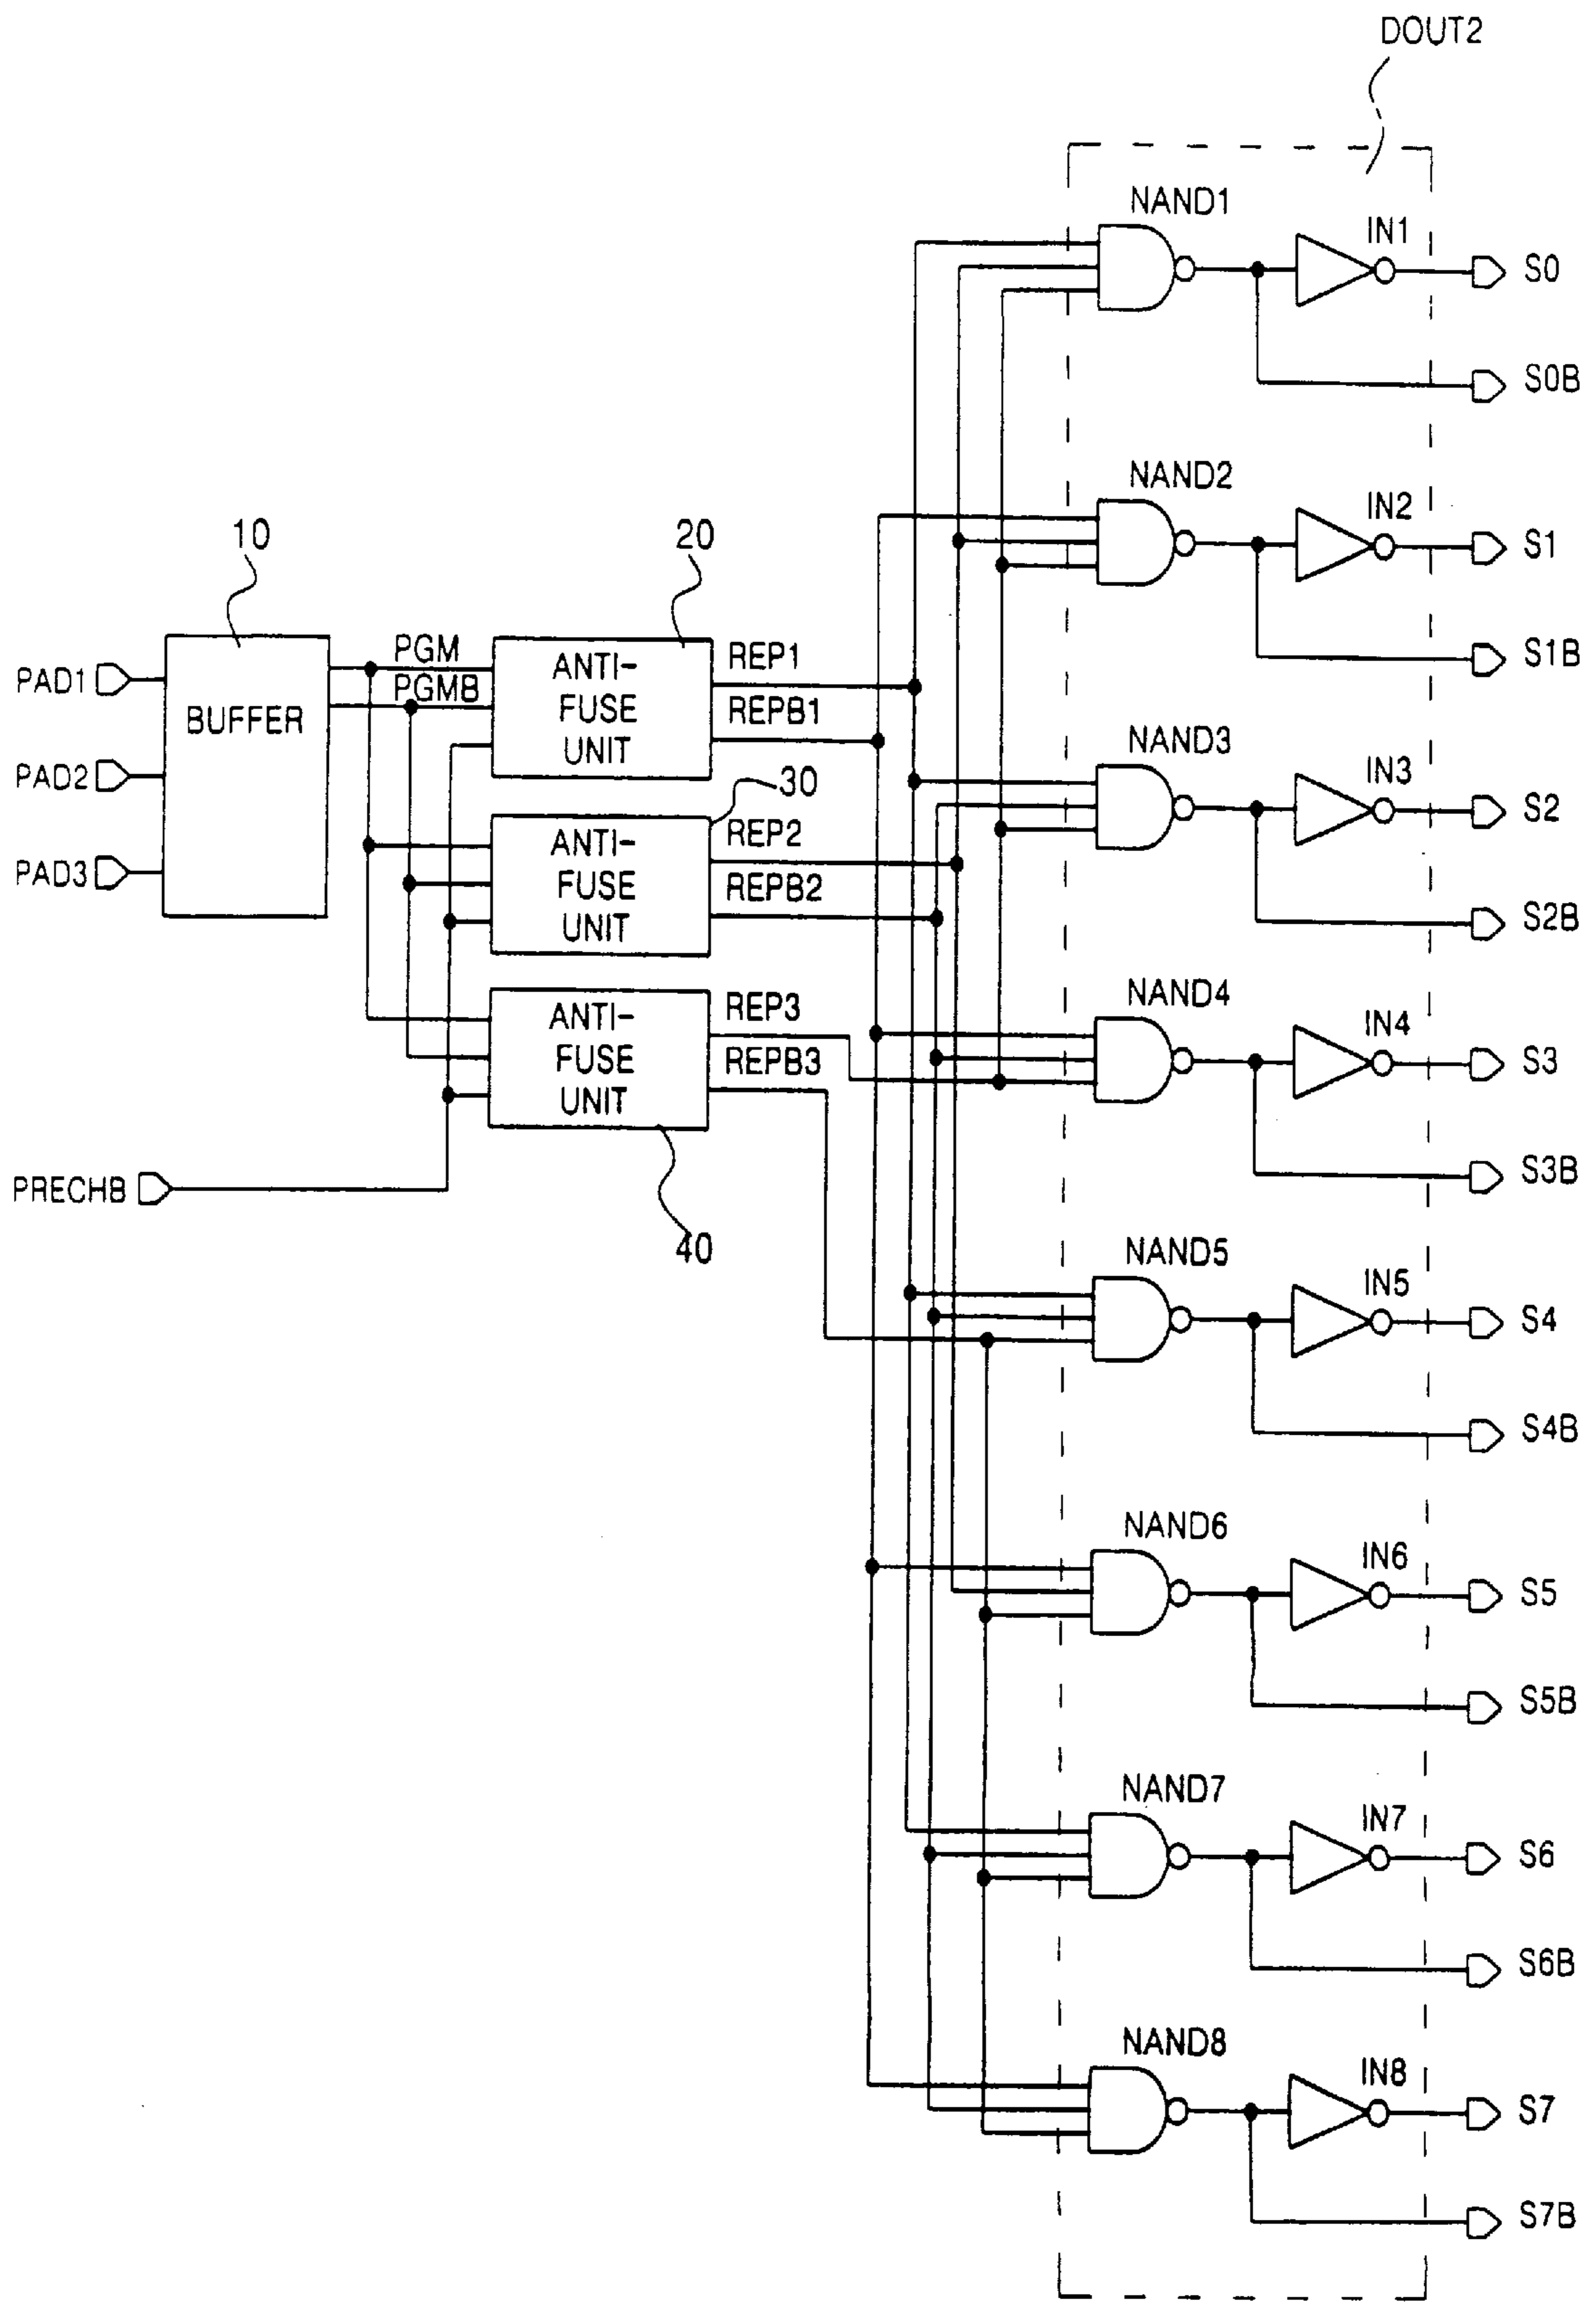 DOUT2
NAND1
IN1
S0
S0B
NAND2
IN2
S1
S1B
10
20
PGM
PGMB
PAD1
PAD2
PAD3
BUFFER
ANTI-
FUSE
UNIT
REP1
REPB1
NAND3
IN3
S2
S2B
30
ANTI-
FUSE
UNIT
REP2
REPB2
NAND4
IN4
S3
S3B
ANTI-
FUSE
UNIT
REP3
REPB3
PRECHB
40
NAND5
IN5
S4
S4B
NAND6
IN6
S5
S5B
NAND7
IN7
S6
S6B
NAND8
IN8
S7
S7B